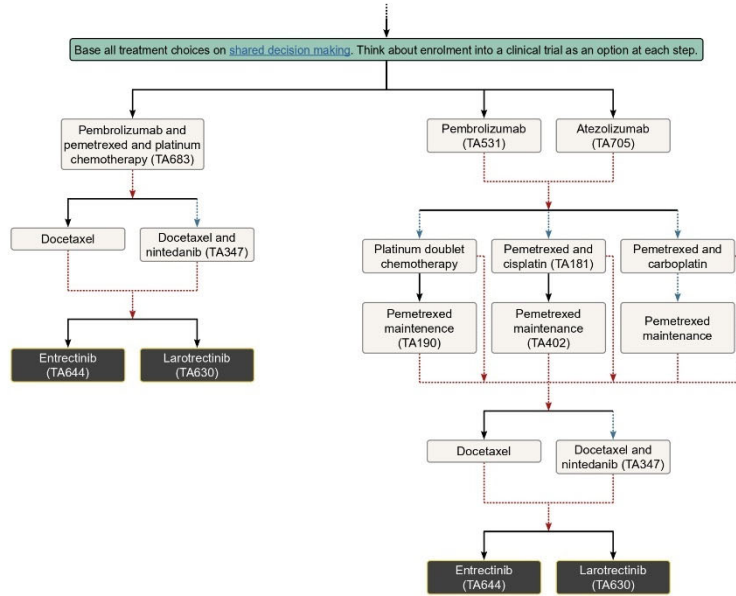 Base all treatment choices on shared decision making. Think about enrolment into a clinical trial as an option at each step.
Pembrolizumab and
pemetrexed and platinum
chemotherapy (TA683)
Pembrolizumab
(TA531)
Atezolizumab
(TA705)
Docetaxel
Docetaxel and
nintedanib (TA347)
Platinum doublet
chemotherapy
Pemetrexed and
cisplatin (TA181)
Pemetrexed and
carboplatin
Pemetrexed
maintenence
(TA190)
Pemetrexed
maintenance
(TA402)
Pemetrexed
maintenance
Entrectinib
(TA644)
Larotrectinib
(TA630)
Docetaxel
Docetaxel and
nintedanib (TA347)
Entrectinib
(TA644)
Larotrectinib
(TA630)